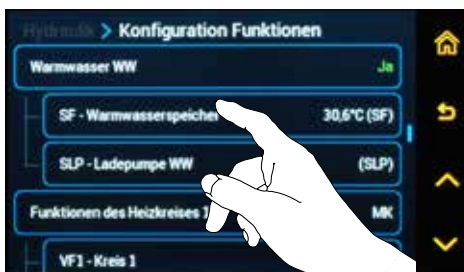 Hydraulik > Konfiguration Funktionen
Warmwasser WW Ja
SF - Warmwasserspeicher 30,6°C (SF)
SLP - Ladepumpe WW (SLP)
Funktionen des Heizkreises 1 MK
VF1 - Kreis 1